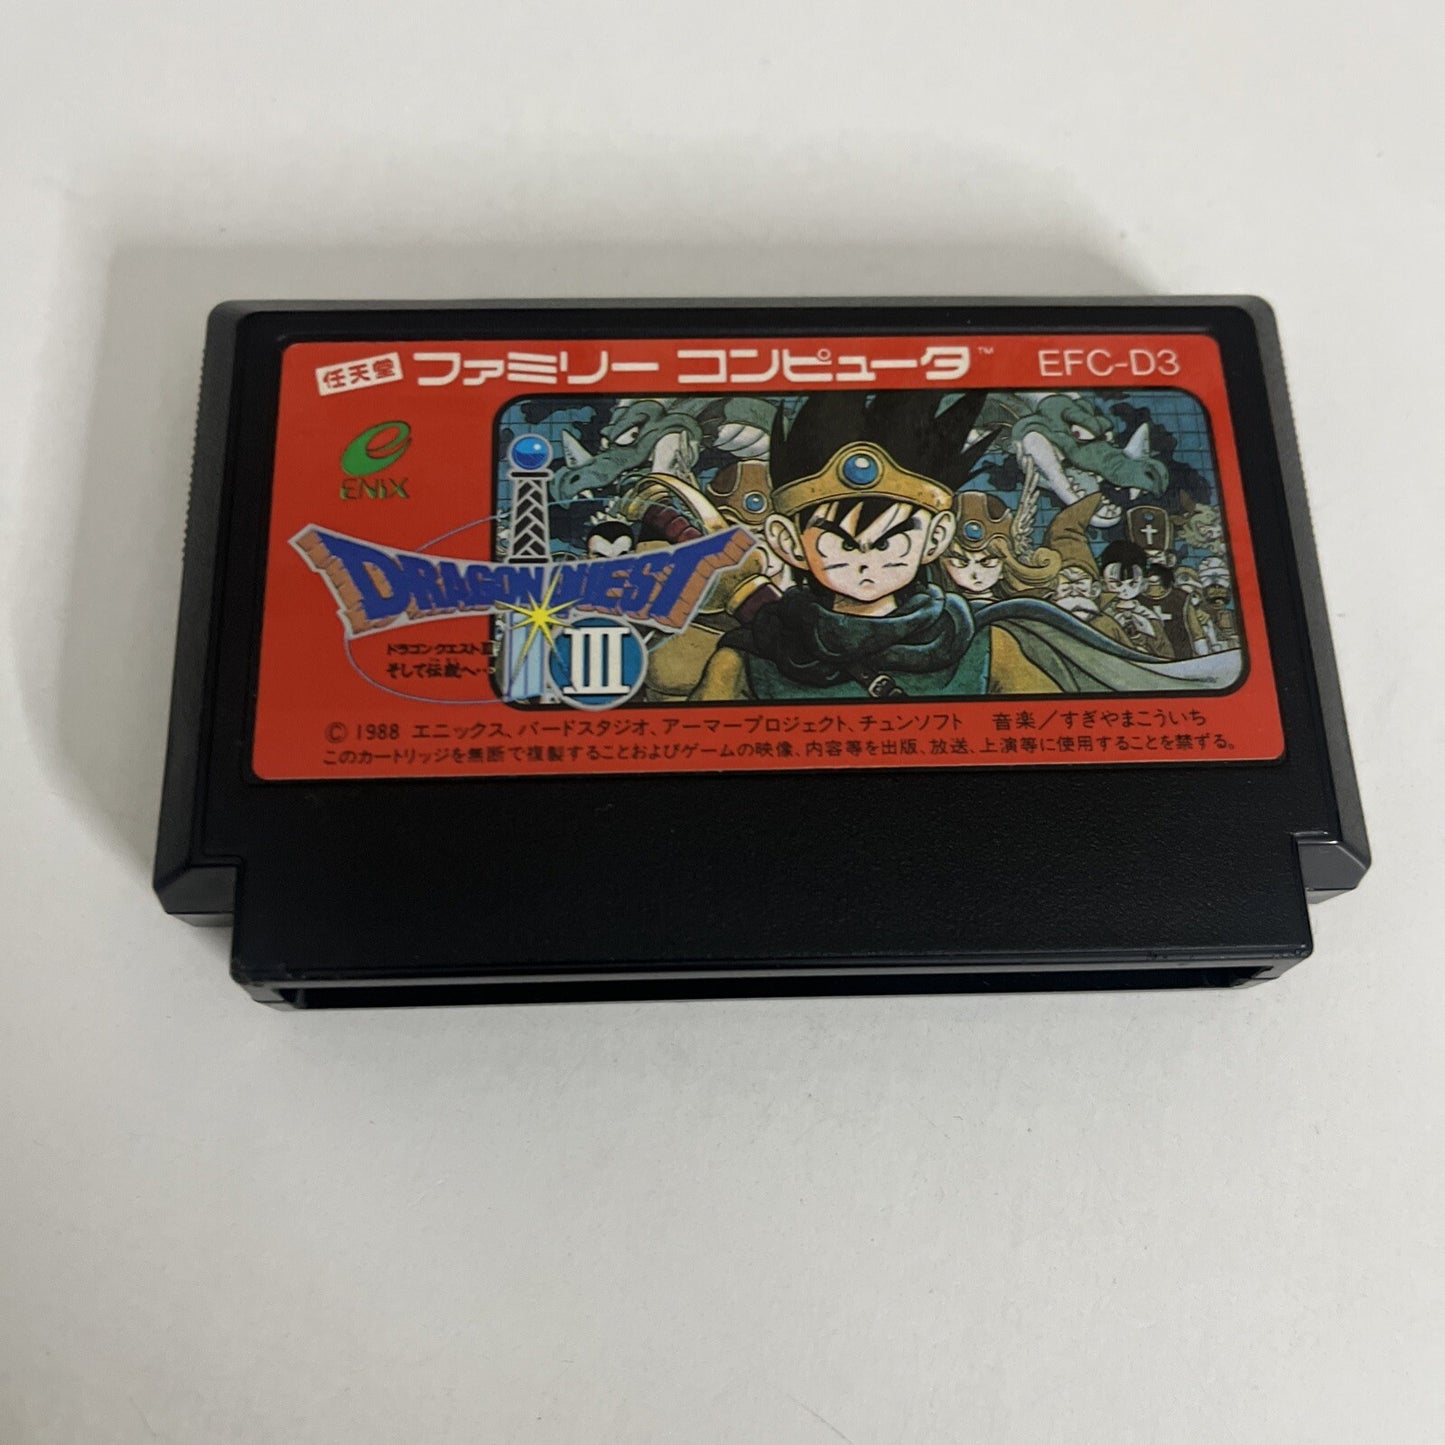 任天堂 ファミリー コンピュータ™ EFC-D3
ENIX
DRAGON QUEST
III
ドラゴンクエストIII
そして伝説へ…
© 1988 エニックス、バードスタジオ、アーマープロジェクト、チュンソフト 音楽/すぎやまこういち
このカートリッジを無断で複製することおよびゲームの映像、内容等を出版、放送、上演等に使用することを禁ずる。